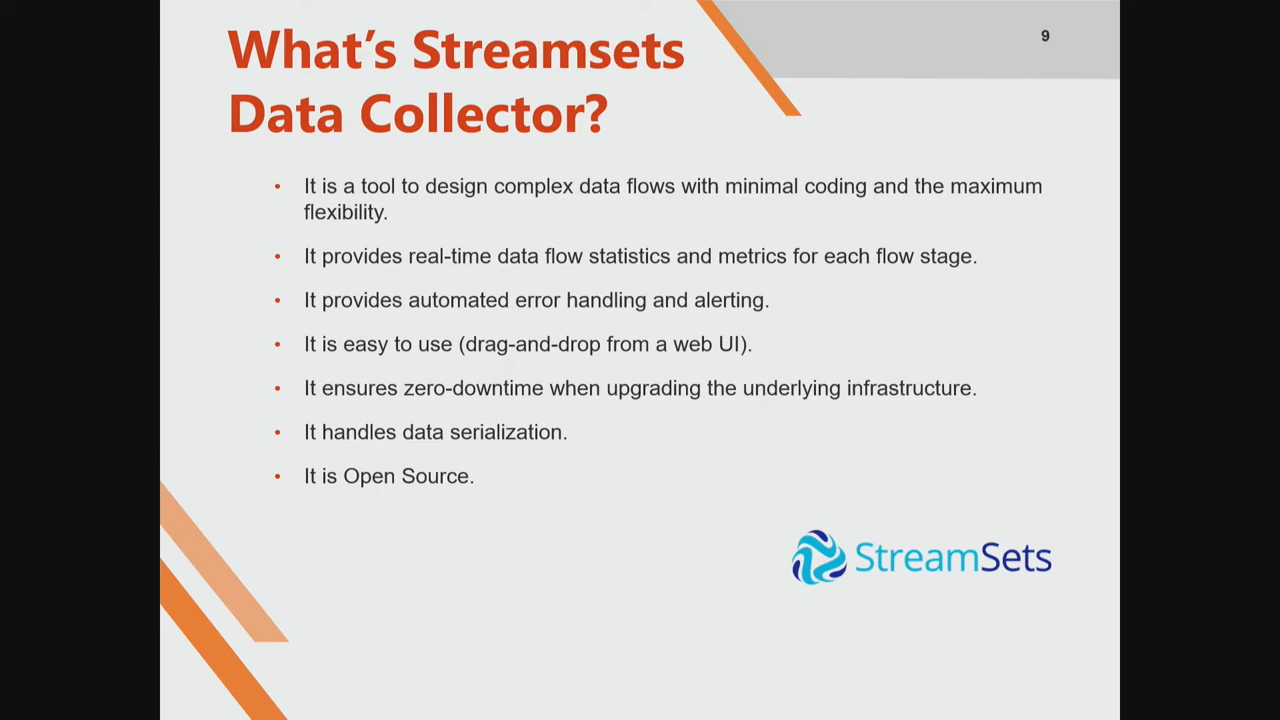 9
What's Streamsets
Data Collector?
• It is a tool to design complex data flows with minimal coding and the maximum
flexibility.
• It provides real-time data flow statistics and metrics for each flow stage.
• It provides automated error handling and alerting.
• It is easy to use (drag-and-drop from a web UI).
• It ensures zero-downtime when upgrading the underlying infrastructure.
• It handles data serialization.
• It is Open Source.
StreamSets